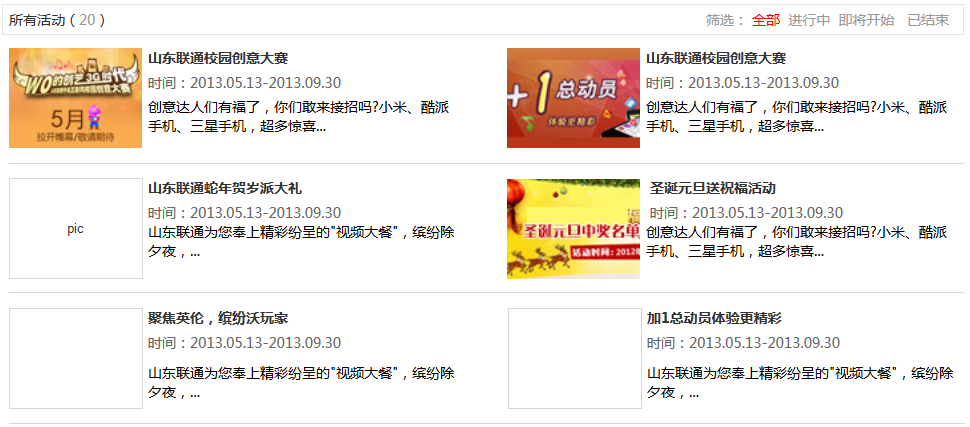 所有活动 ( 20 )
筛选： 全部 进行中 即将开始 已结束
WO的创艺 3G时代
5月
拉开帷幕/敬请期待
山东联通校园创意大赛
时间：2013.05.13-2013.09.30
创意达人们有福了，你们敢来接招吗?小米、酷派
手机、三星手机，超多惊喜...
+1总动员
体验更精彩
山东联通校园创意大赛
时间：2013.05.13-2013.09.30
创意达人们有福了，你们敢来接招吗?小米、酷派
手机、三星手机，超多惊喜...
pic
山东联通蛇年贺岁派大礼
时间：2013.05.13-2013.09.30
山东联通为您奉上精彩纷呈的"视频大餐"，缤纷除
夕夜，...
圣诞元旦中奖名单
活动时间：2012
圣诞元旦送祝福活动
时间：2013.05.13-2013.09.30
创意达人们有福了，你们敢来接招吗?小米、酷派
手机、三星手机，超多惊喜...
聚焦英伦，缤纷沃玩家
时间：2013.05.13-2013.09.30
山东联通为您奉上精彩纷呈的"视频大餐"，缤纷除
夕夜，...
加1总动员体验更精彩
时间：2013.05.13-2013.09.30
山东联通为您奉上精彩纷呈的"视频大餐"，缤纷除
夕夜，...